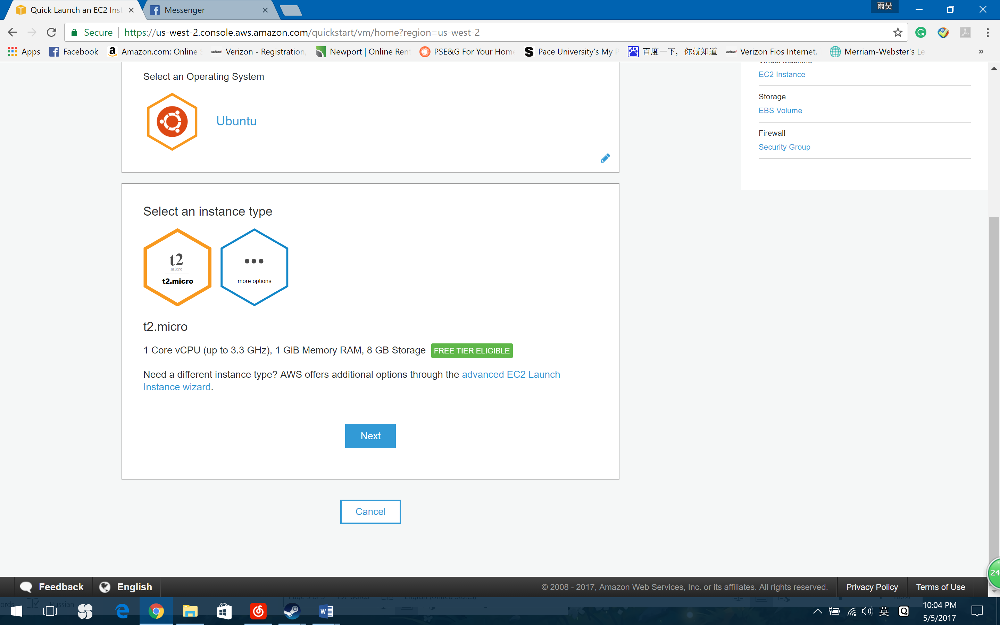 Quick Launch an EC2 Inst
Messenger
雨昊
Secure
https://us-west-2.console.aws.amazon.com/quickstart/vm/home?region=us-west-2
Apps
Facebook
Amazon.com: Online
Verizon - Registration,
Newport | Online Rent
PSE&G For Your Home
Pace University's My P
百度一下，你就知道
Verizon Fios Internet,
Merriam-Webster's Le
»
Select an Operating System
Ubuntu
EC2 Instance
Storage
EBS Volume
Firewall
Security Group
Select an instance type
t2
micro
t2.micro
more options
t2.micro
1 Core vCPU (up to 3.3 GHz), 1 GiB Memory RAM, 8 GB Storage FREE TIER ELIGIBLE
Need a different instance type? AWS offers additional options through the advanced EC2 Launch
Instance wizard.
Next
Cancel
24
Feedback
English
© 2008 - 2017, Amazon Web Services, Inc. or its affiliates. All rights reserved.
Privacy Policy
Terms of Use
Russian
英
10:04 PM
5/5/2017